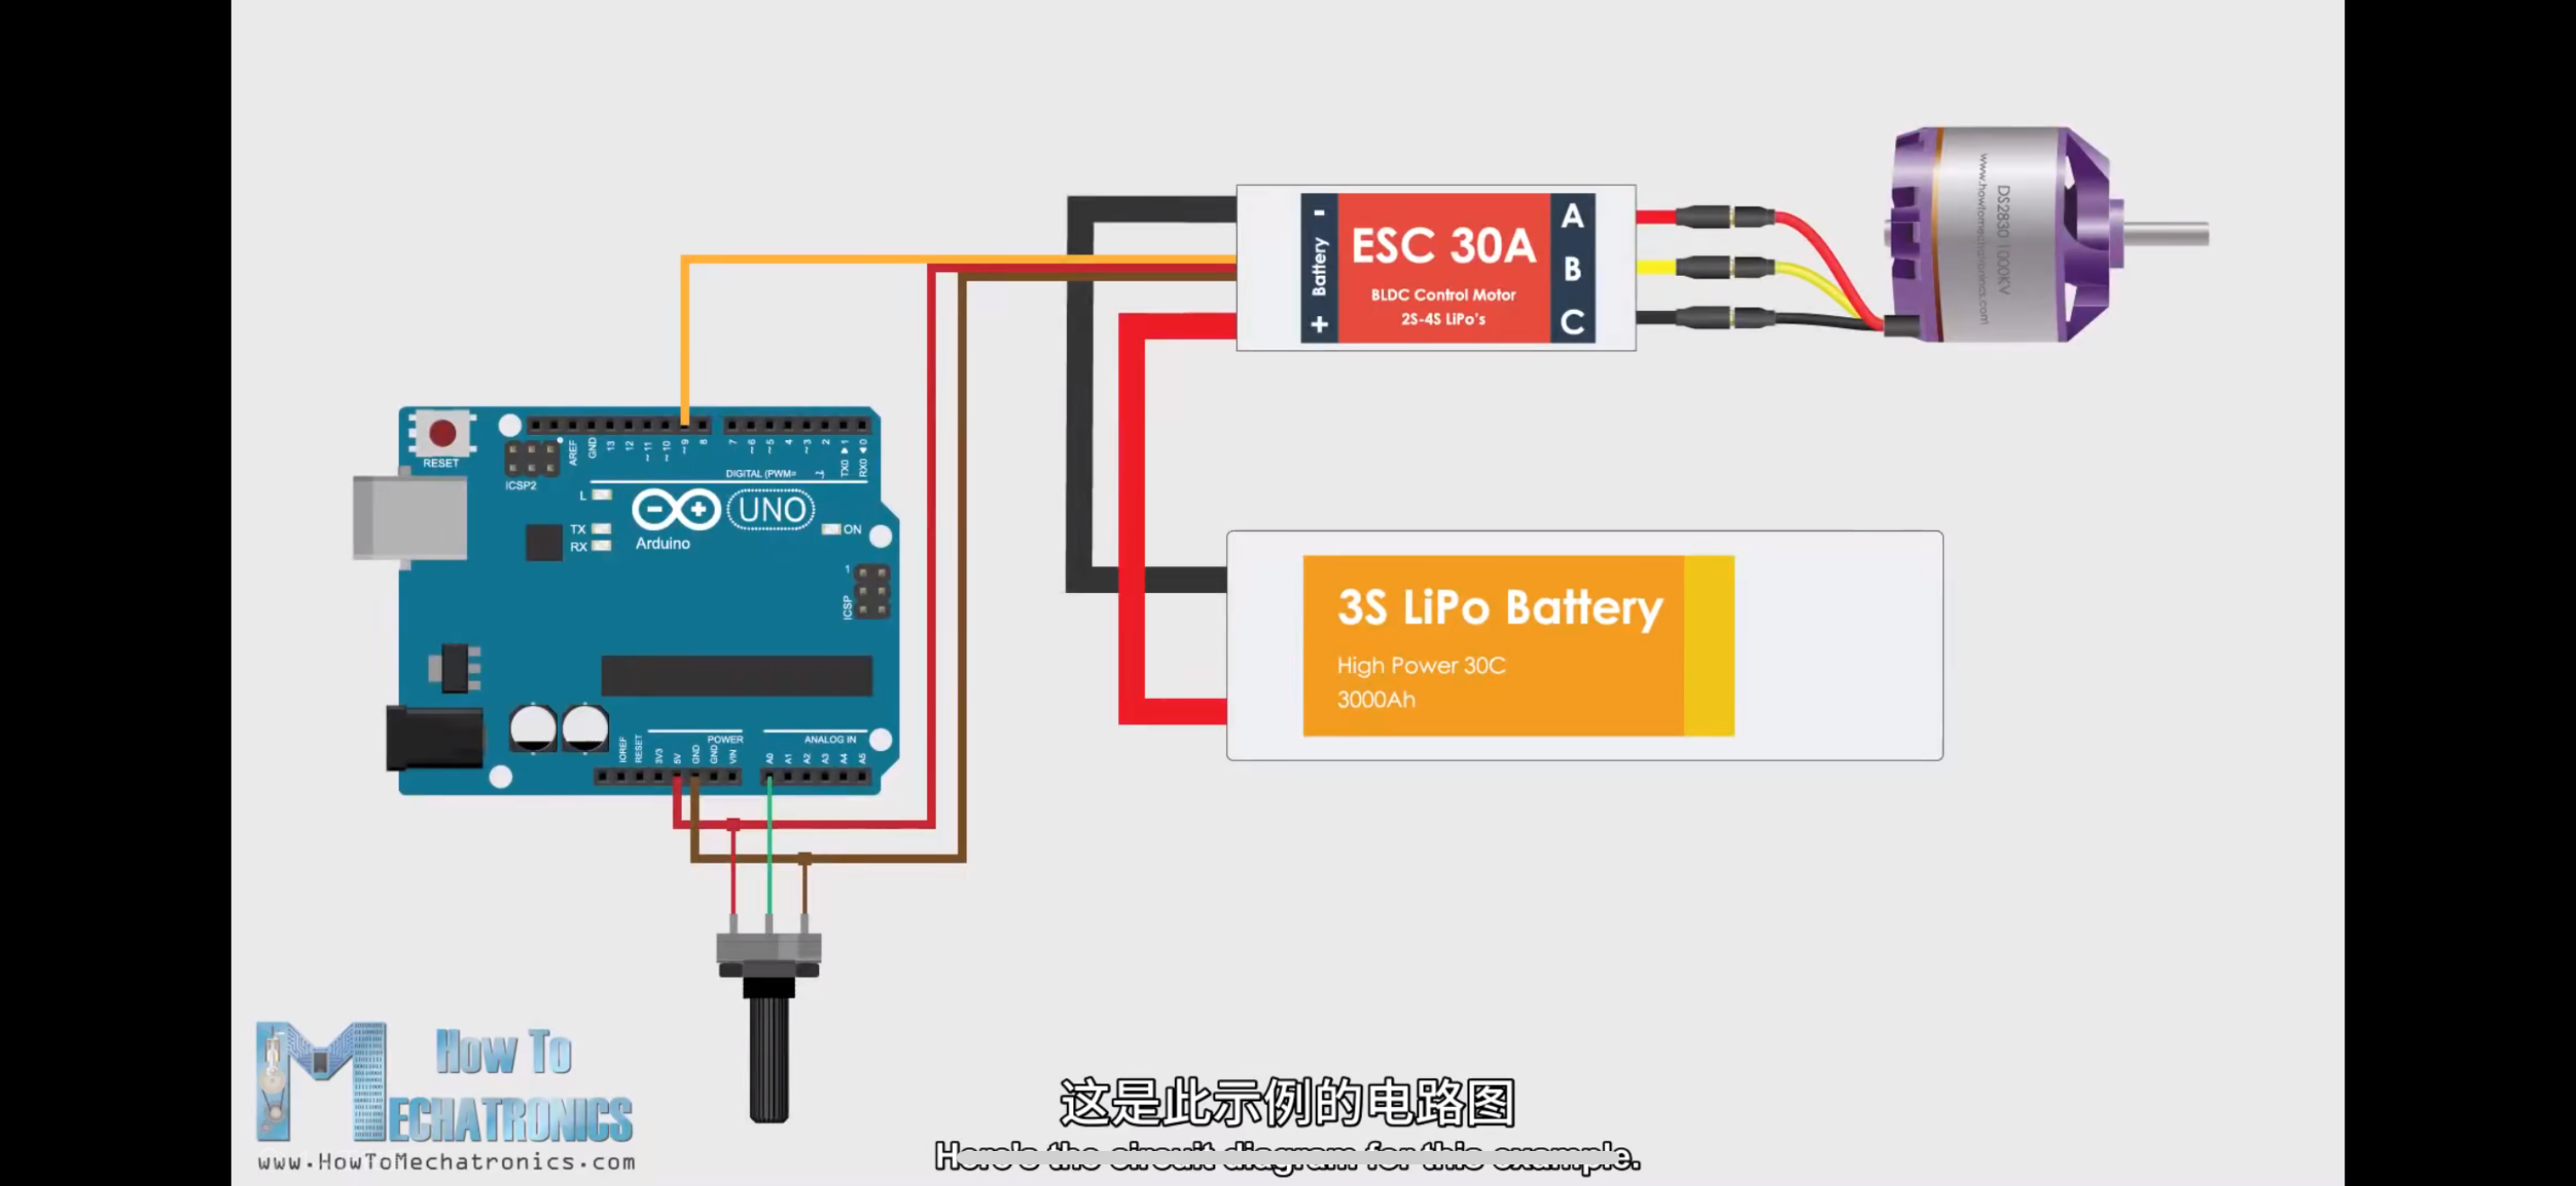 - Battery +
ESC 30A
BLDC Control Motor
2S-4S LiPo's
A
B
C
DS2830 1000KV
www.howtomechatronics.com
RESET
ICSP2
AREF
GND
13
12
~11
~10
~9
8
7
~6
~5
4
~3
2
TX0 ▶ 1
RX0 ◀ 0
DIGITAL (PWM= ~)
L
TX
RX
UNO
Arduino
ON
1
ICSP
3S LiPo Battery
High Power 30C
3000Ah
POWER
ANALOG IN
IOREF
RESET
3V3
5V
GND
GND
VIN
A0
A1
A2
A3
A4
A5
How To
MECHATRONICS
www.HowToMechatronics.com
这是此示例的电路图
Here's the circuit diagram for this example.